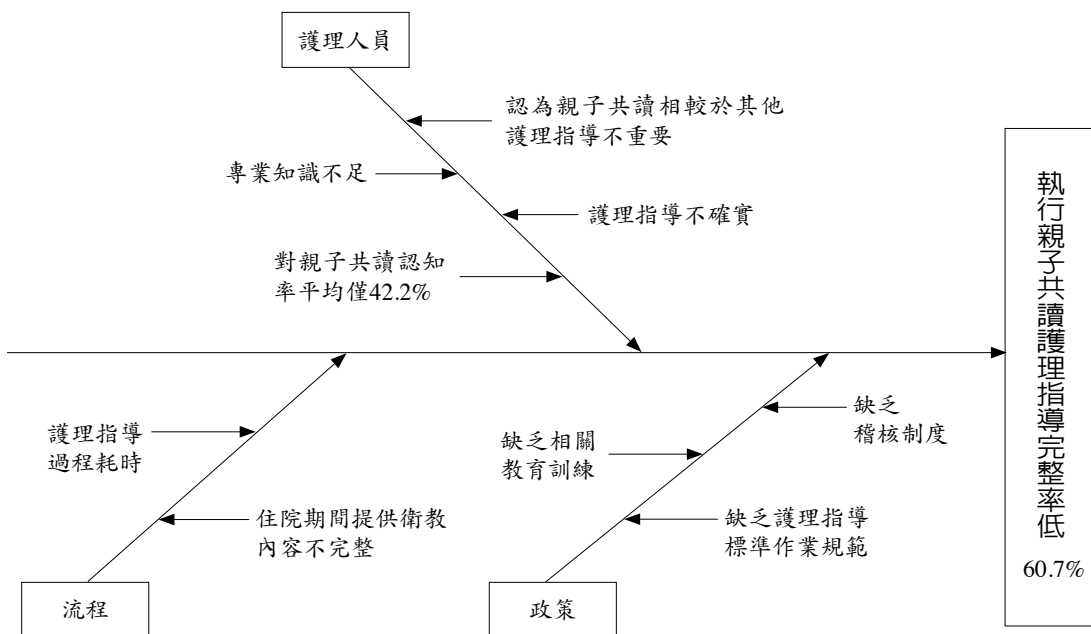 護理人員
認為親子共讀相較於其他
護理指導不重要
專業知識不足
護理指導不確實
對親子共讀認知
率平均僅42.2%
護理指導
過程耗時
住院期間提供衛教
內容不完整
流程
缺乏
稽核制度
缺乏相關
教育訓練
缺乏護理指導
標準作業規範
政策
執行親子共讀護理指導完整率低
60.7%